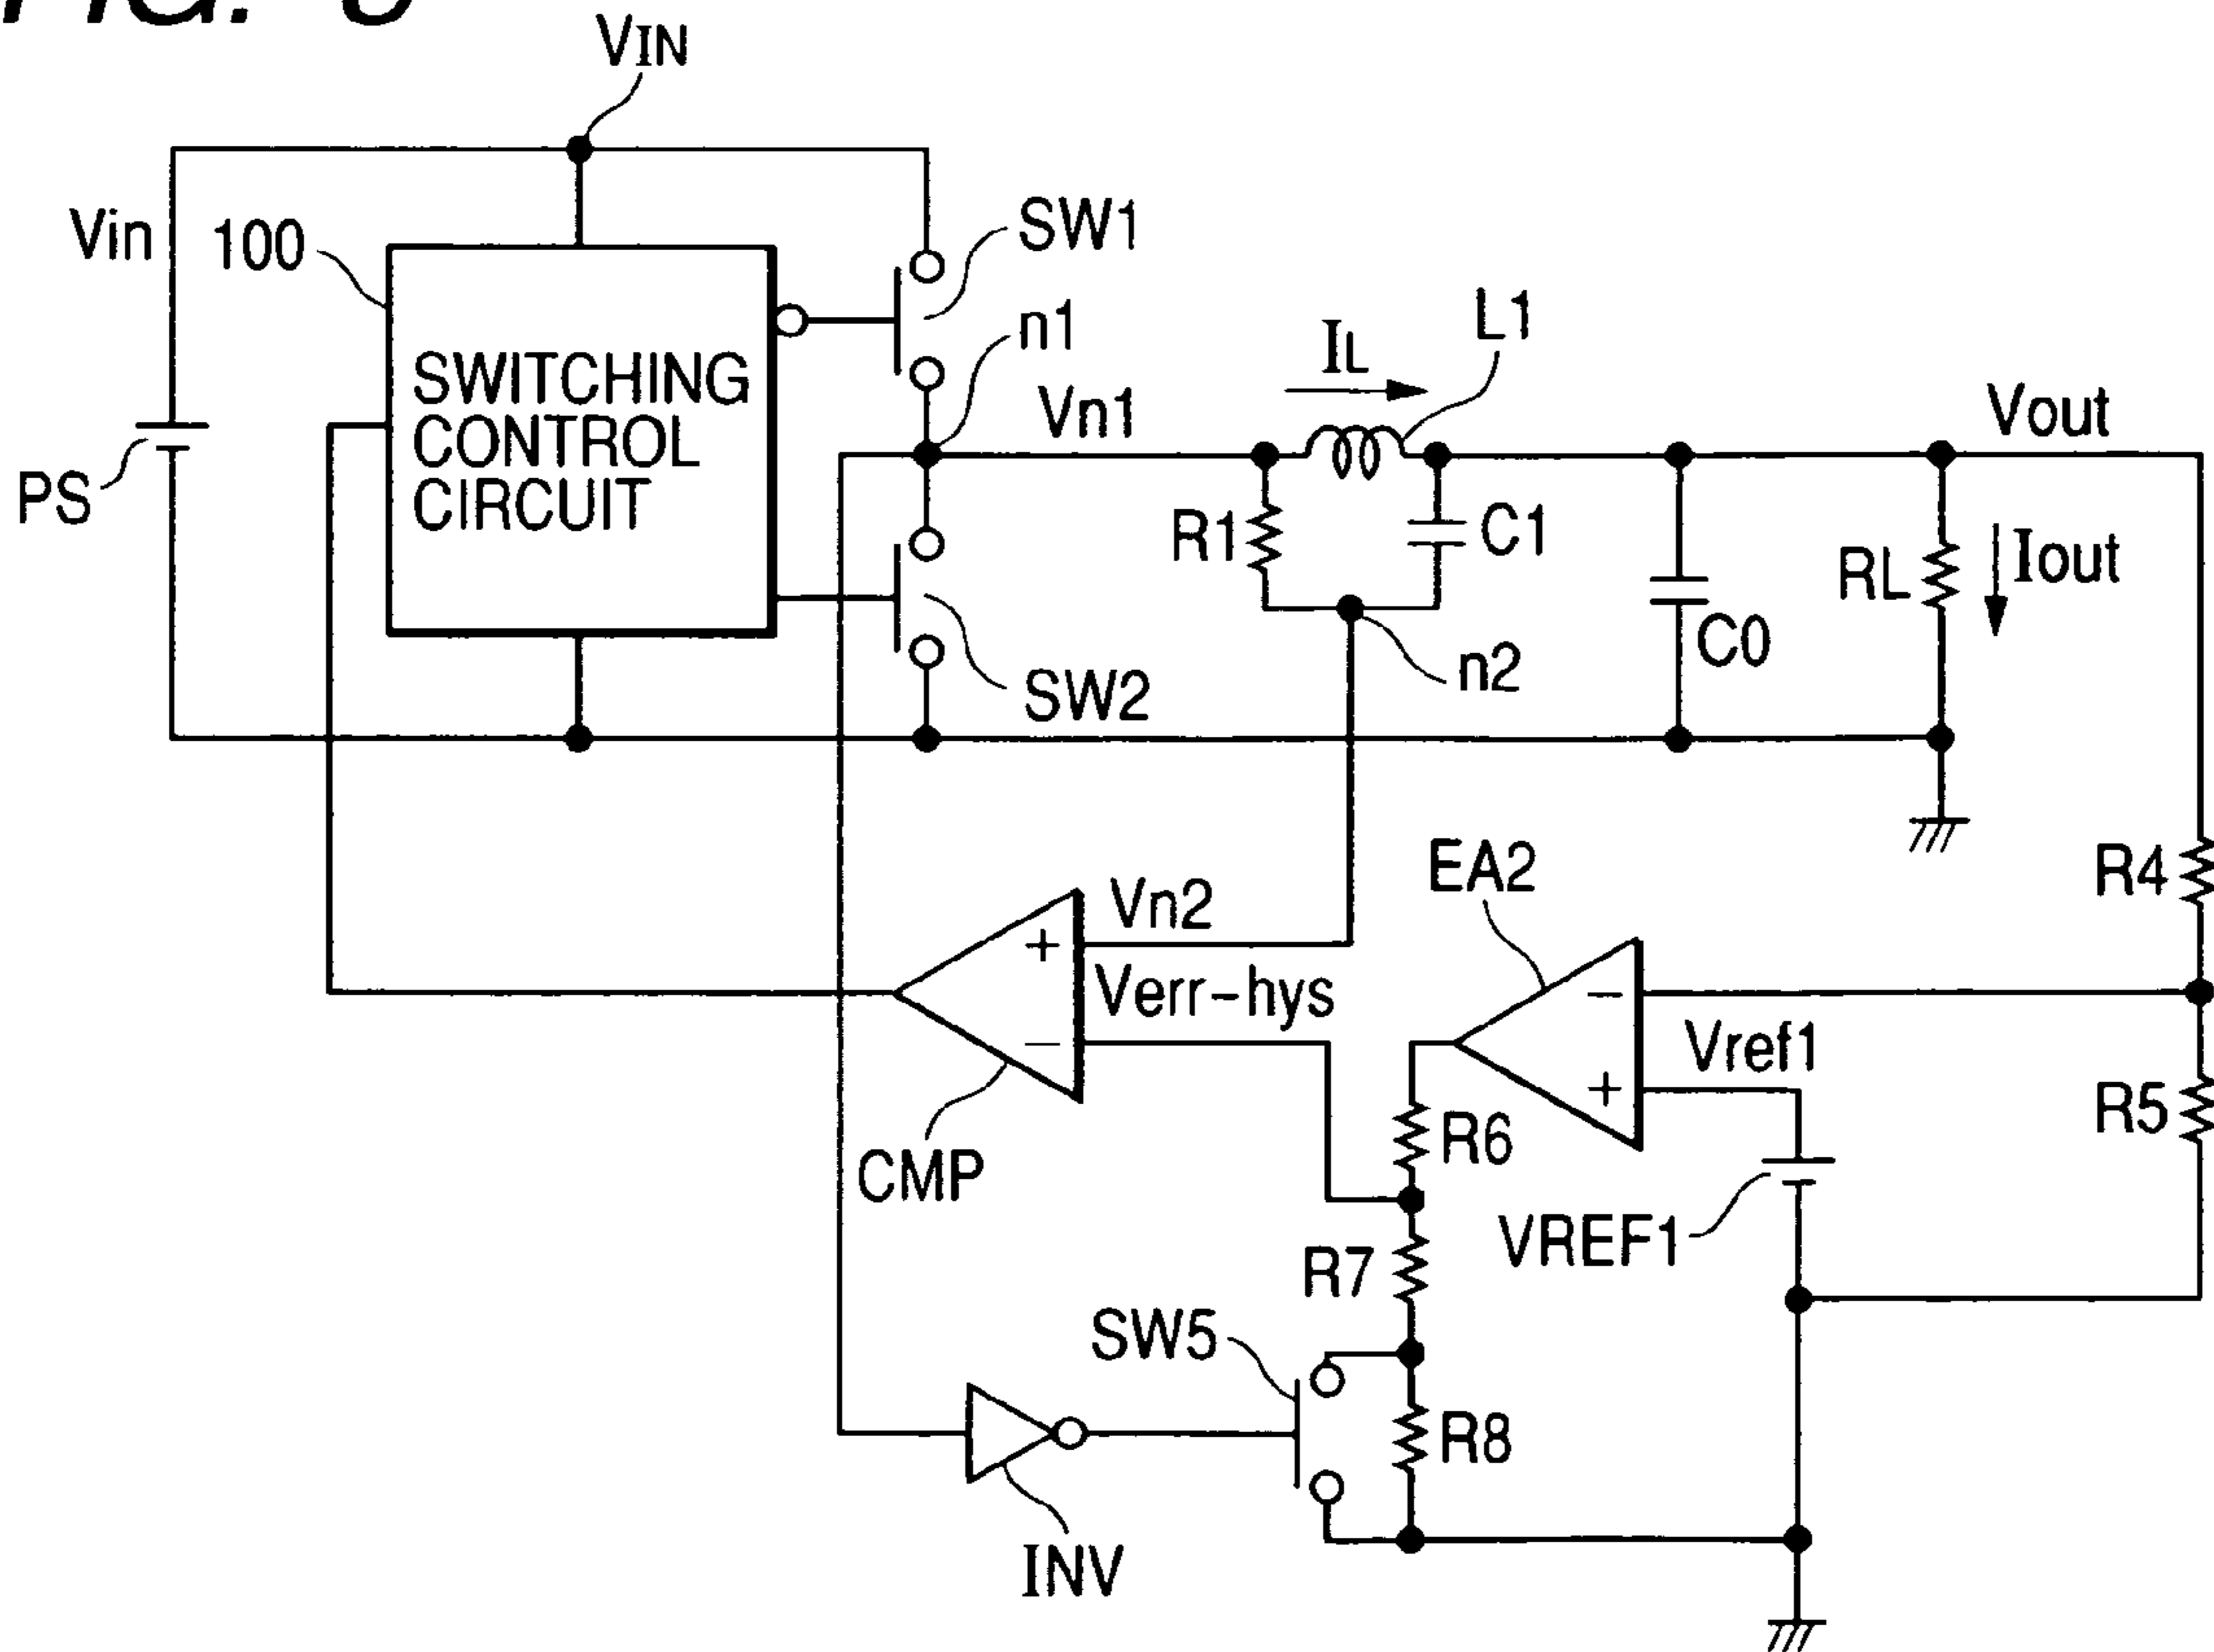 VIN
Vin
100
SW1
n1
L1
IL
SWITCHING
CONTROL
CIRCUIT
Vn1
Vout
PS
R1
C1
RL
Iout
C0
n2
SW2
EA2
R4
Vn2
+
Verr-hys
−
−
Vref1
+
R5
R6
CMP
VREF1
R7
SW5
R8
INV